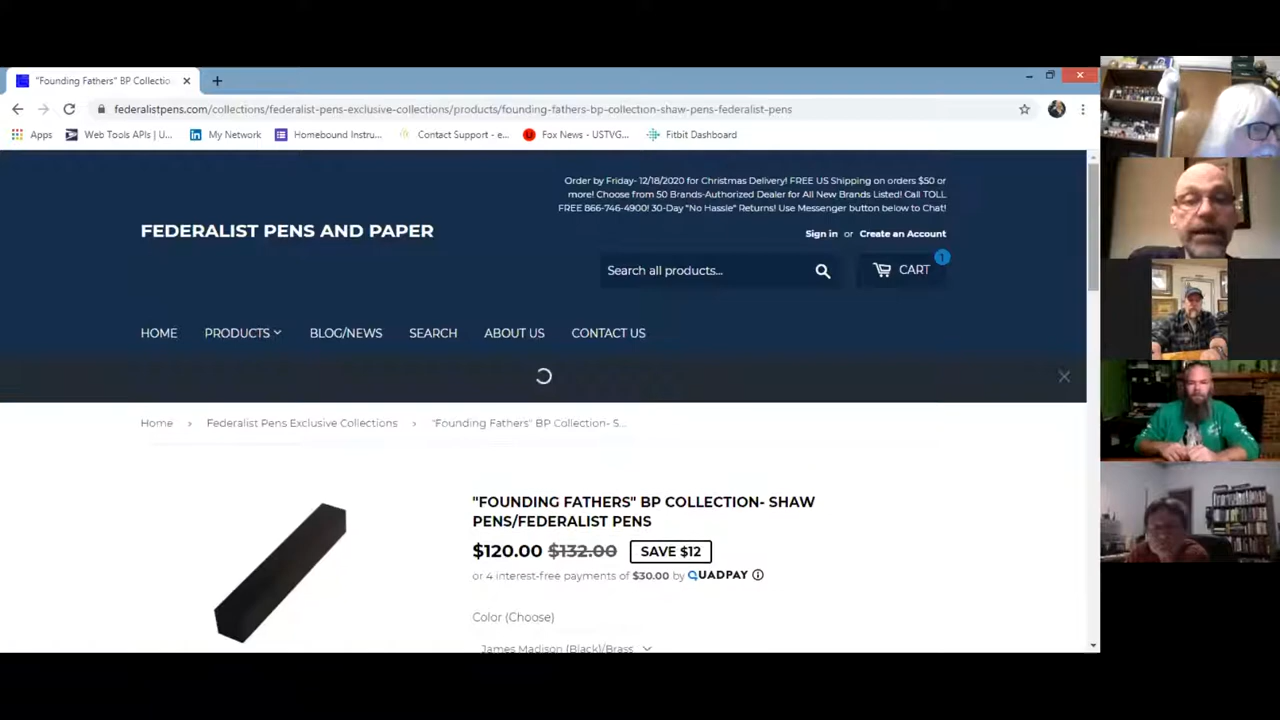 "Founding Fathers" BP Collectio
federalistpens.com/collections/federalist-pens-exclusive-collections/products/founding-fathers-bp-collection-shaw-pens-federalist-pens
Apps
Web Tools APIs | U...
My Network
Homebound Instru...
Contact Support - e...
Fox News - USTVG...
Fitbit Dashboard
Order by Friday- 12/18/2020 for Christmas Delivery! FREE US Shipping on orders $50 or
more! Choose from 50 Brands-Authorized Dealer for All New Brands Listed! Call TOLL
FREE 866-746-4900! 30-Day "No Hassle" Returns! Use Messenger button below to Chat!
FEDERALIST PENS AND PAPER
Sign in or Create an Account
Search all products...
CART
1
HOME
PRODUCTS
BLOG/NEWS
SEARCH
ABOUT US
CONTACT US
Home › Federalist Pens Exclusive Collections › "Founding Fathers" BP Collection- S...
"FOUNDING FATHERS" BP COLLECTION- SHAW
PENS/FEDERALIST PENS
$120.00 $132.00 SAVE $12
or 4 interest-free payments of $30.00 by QUADPAY
Color (Choose)
James Madison (Black)/Brass